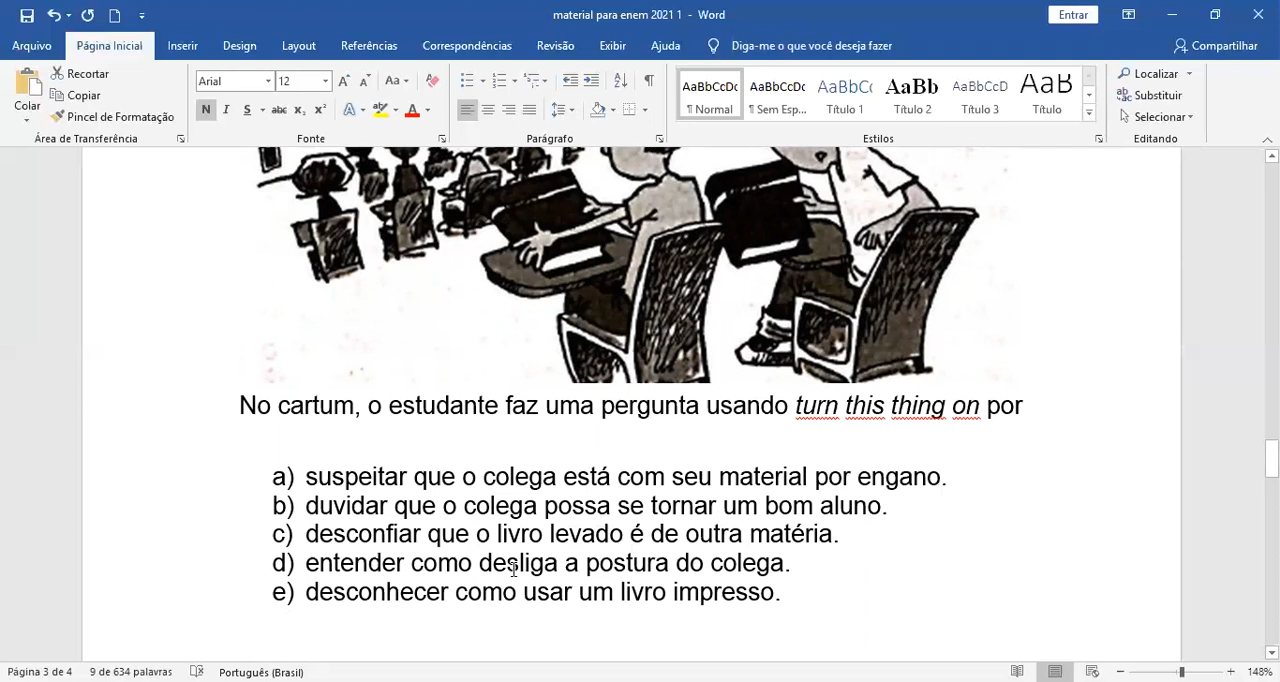 material para enem 2021 1 - Word
Entrar
Arquivo Página Inicial Inserir Design Layout Referências Correspondências Revisão Exibir Ajuda Diga-me o que você deseja fazer Compartilhar
Colar
Recortar
Copiar
Pincel de Formatação
Área de Transferência
Arial 12
N I S abc x₂ x²
Fonte
Parágrafo
AaBbCcDc AaBbCcDc AaBbCc AaBb AaBbCcD AaB
¶ Normal ¶ Sem Esp... Título 1 Título 2 Título 3 Título
Estilos
Localizar
Substituir
Selecionar
Editando
No cartum, o estudante faz uma pergunta usando turn this thing on por
a) suspeitar que o colega está com seu material por engano.
b) duvidar que o colega possa se tornar um bom aluno.
c) desconfiar que o livro levado é de outra matéria.
d) entender como desliga a postura do colega.
e) desconhecer como usar um livro impresso.
Página 3 de 4 9 de 634 palavras Português (Brasil) 148%